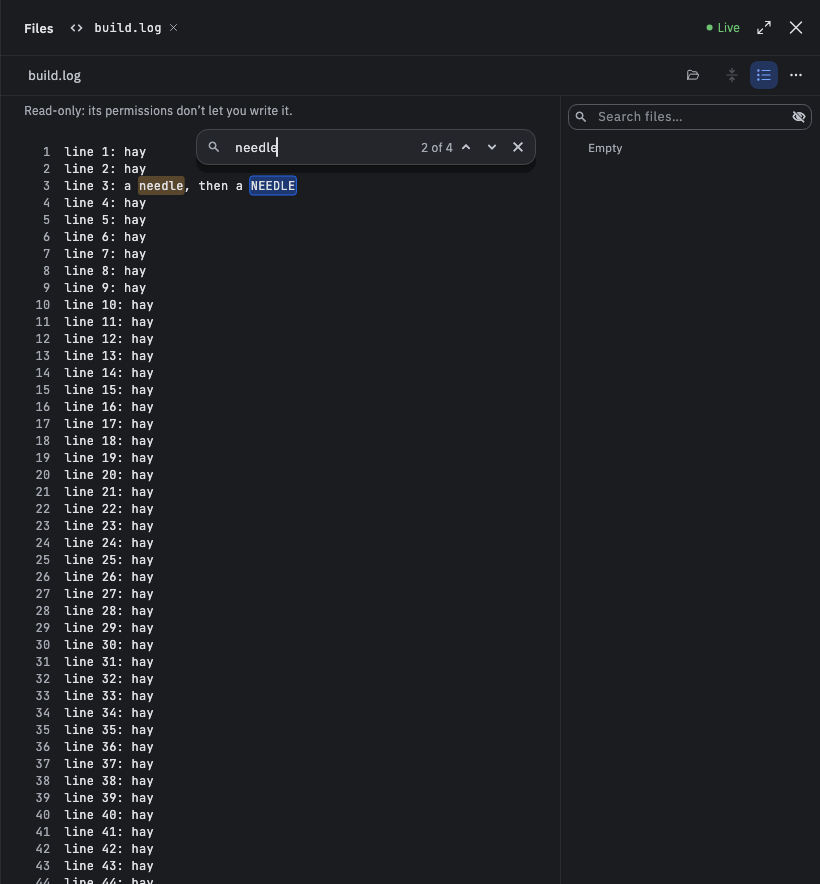 Files <> build.log × Live
build.log
Read-only: its permissions don’t let you write it.
Search files...
Empty
needle 2 of 4
1 line 1: hay
2 line 2: hay
3 line 3: a needle, then a NEEDLE
4 line 4: hay
5 line 5: hay
6 line 6: hay
7 line 7: hay
8 line 8: hay
9 line 9: hay
10 line 10: hay
11 line 11: hay
12 line 12: hay
13 line 13: hay
14 line 14: hay
15 line 15: hay
16 line 16: hay
17 line 17: hay
18 line 18: hay
19 line 19: hay
20 line 20: hay
21 line 21: hay
22 line 22: hay
23 line 23: hay
24 line 24: hay
25 line 25: hay
26 line 26: hay
27 line 27: hay
28 line 28: hay
29 line 29: hay
30 line 30: hay
31 line 31: hay
32 line 32: hay
33 line 33: hay
34 line 34: hay
35 line 35: hay
36 line 36: hay
37 line 37: hay
38 line 38: hay
39 line 39: hay
40 line 40: hay
41 line 41: hay
42 line 42: hay
43 line 43: hay
44 line 44: hay